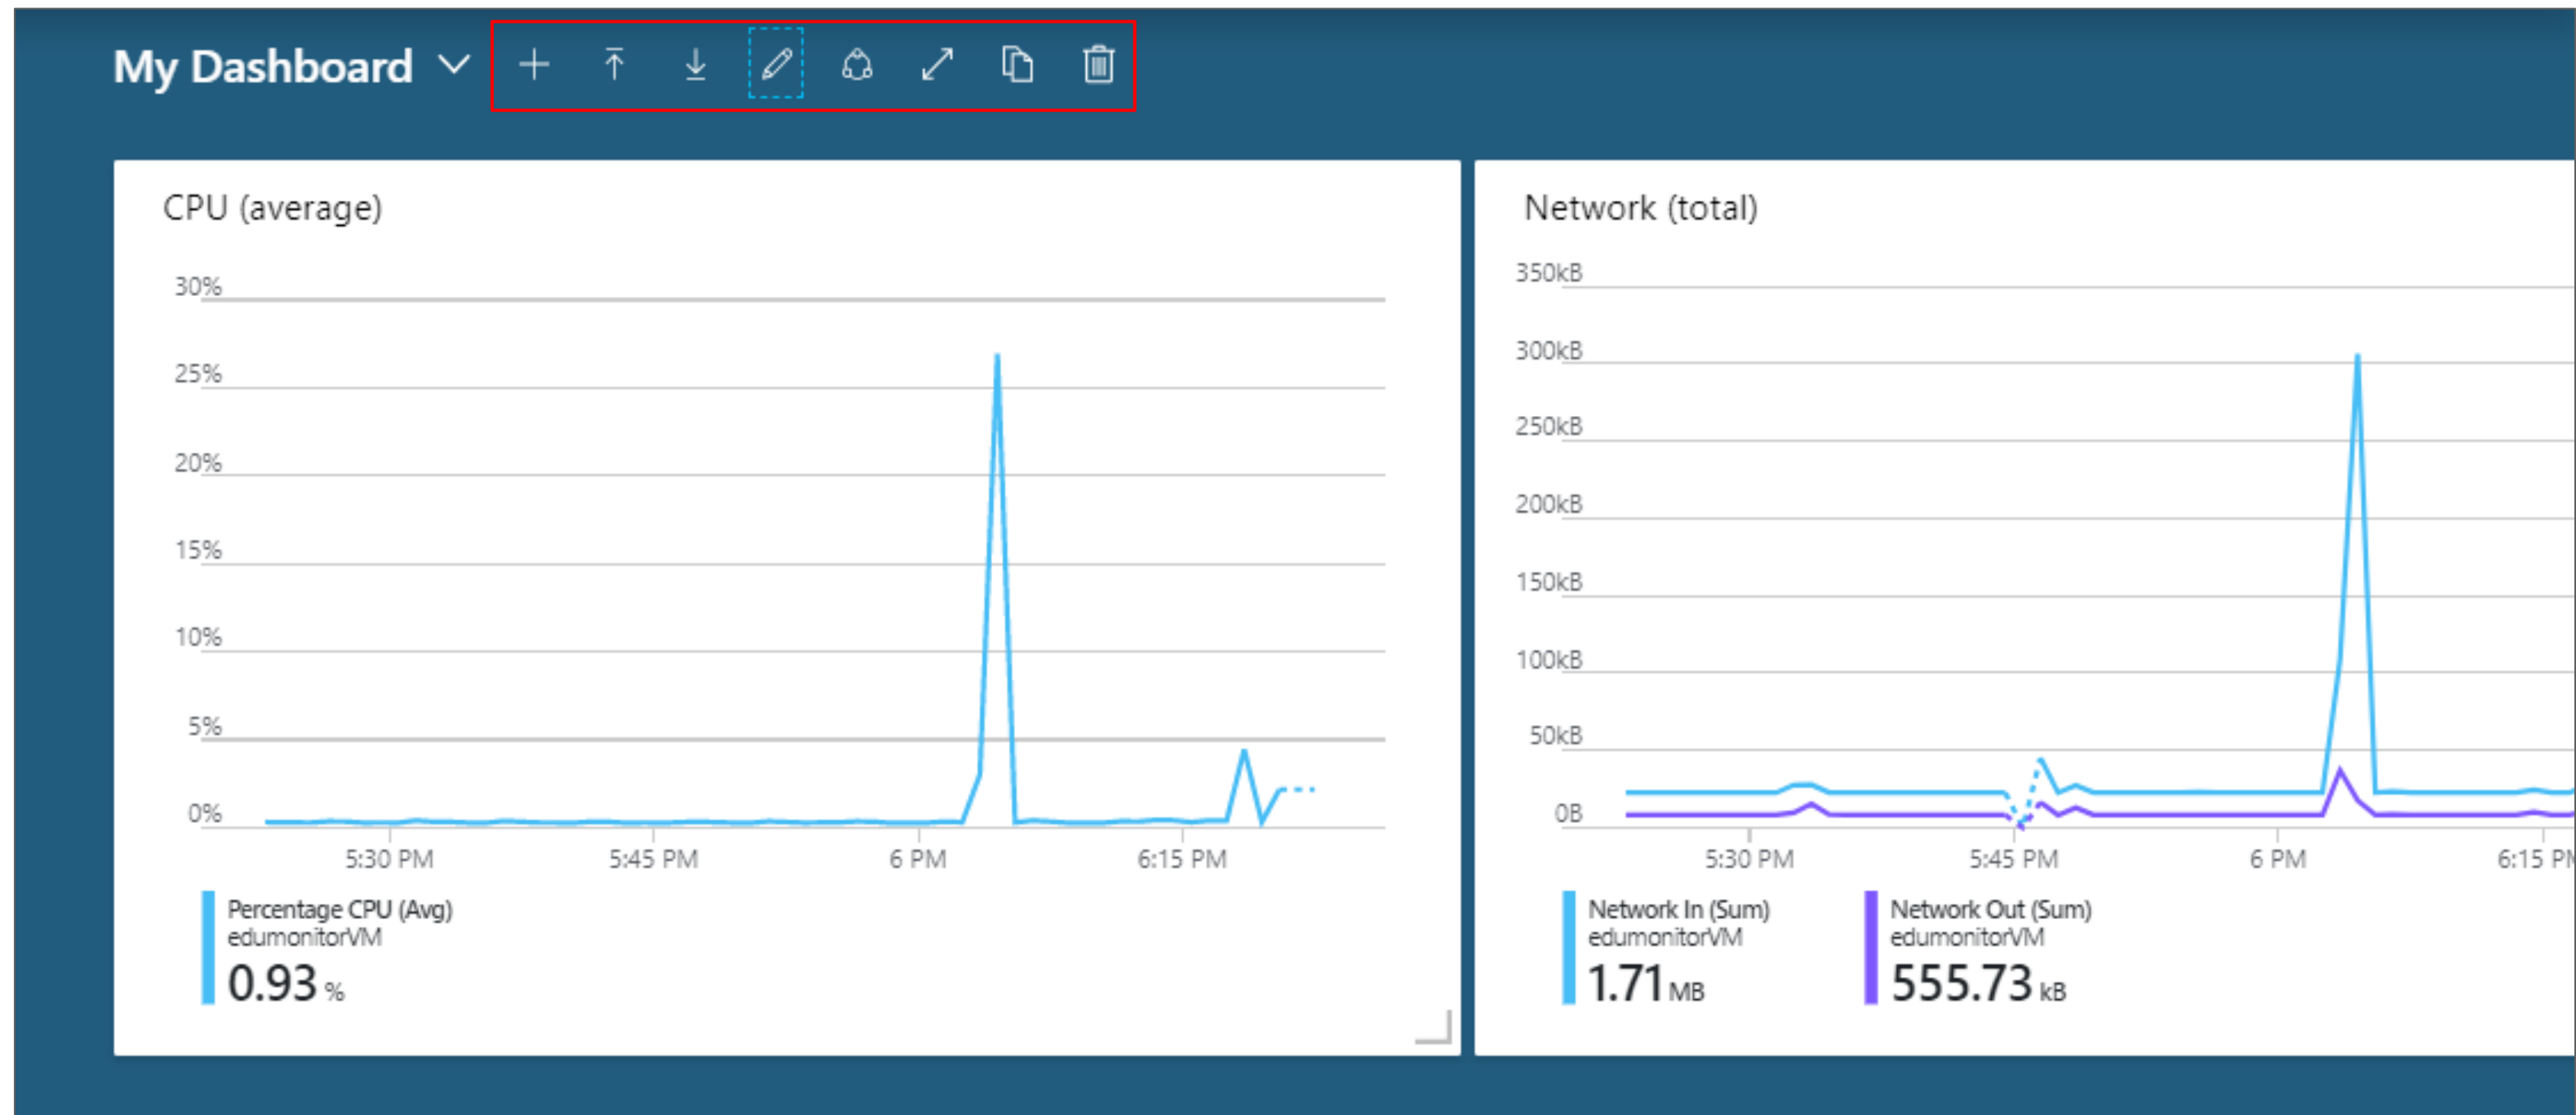 My Dashboard
CPU (average)
30%
25%
20%
15%
10%
5%
0%
5:30 PM 5:45 PM 6 PM 6:15 PM
Percentage CPU (Avg)
edumonitorVM
0.93 %
Network (total)
350kB
300kB
250kB
200kB
150kB
100kB
50kB
0B
5:30 PM 5:45 PM 6 PM 6:15 PM
Network In (Sum)
edumonitorVM
1.71 MB
Network Out (Sum)
edumonitorVM
555.73 kB